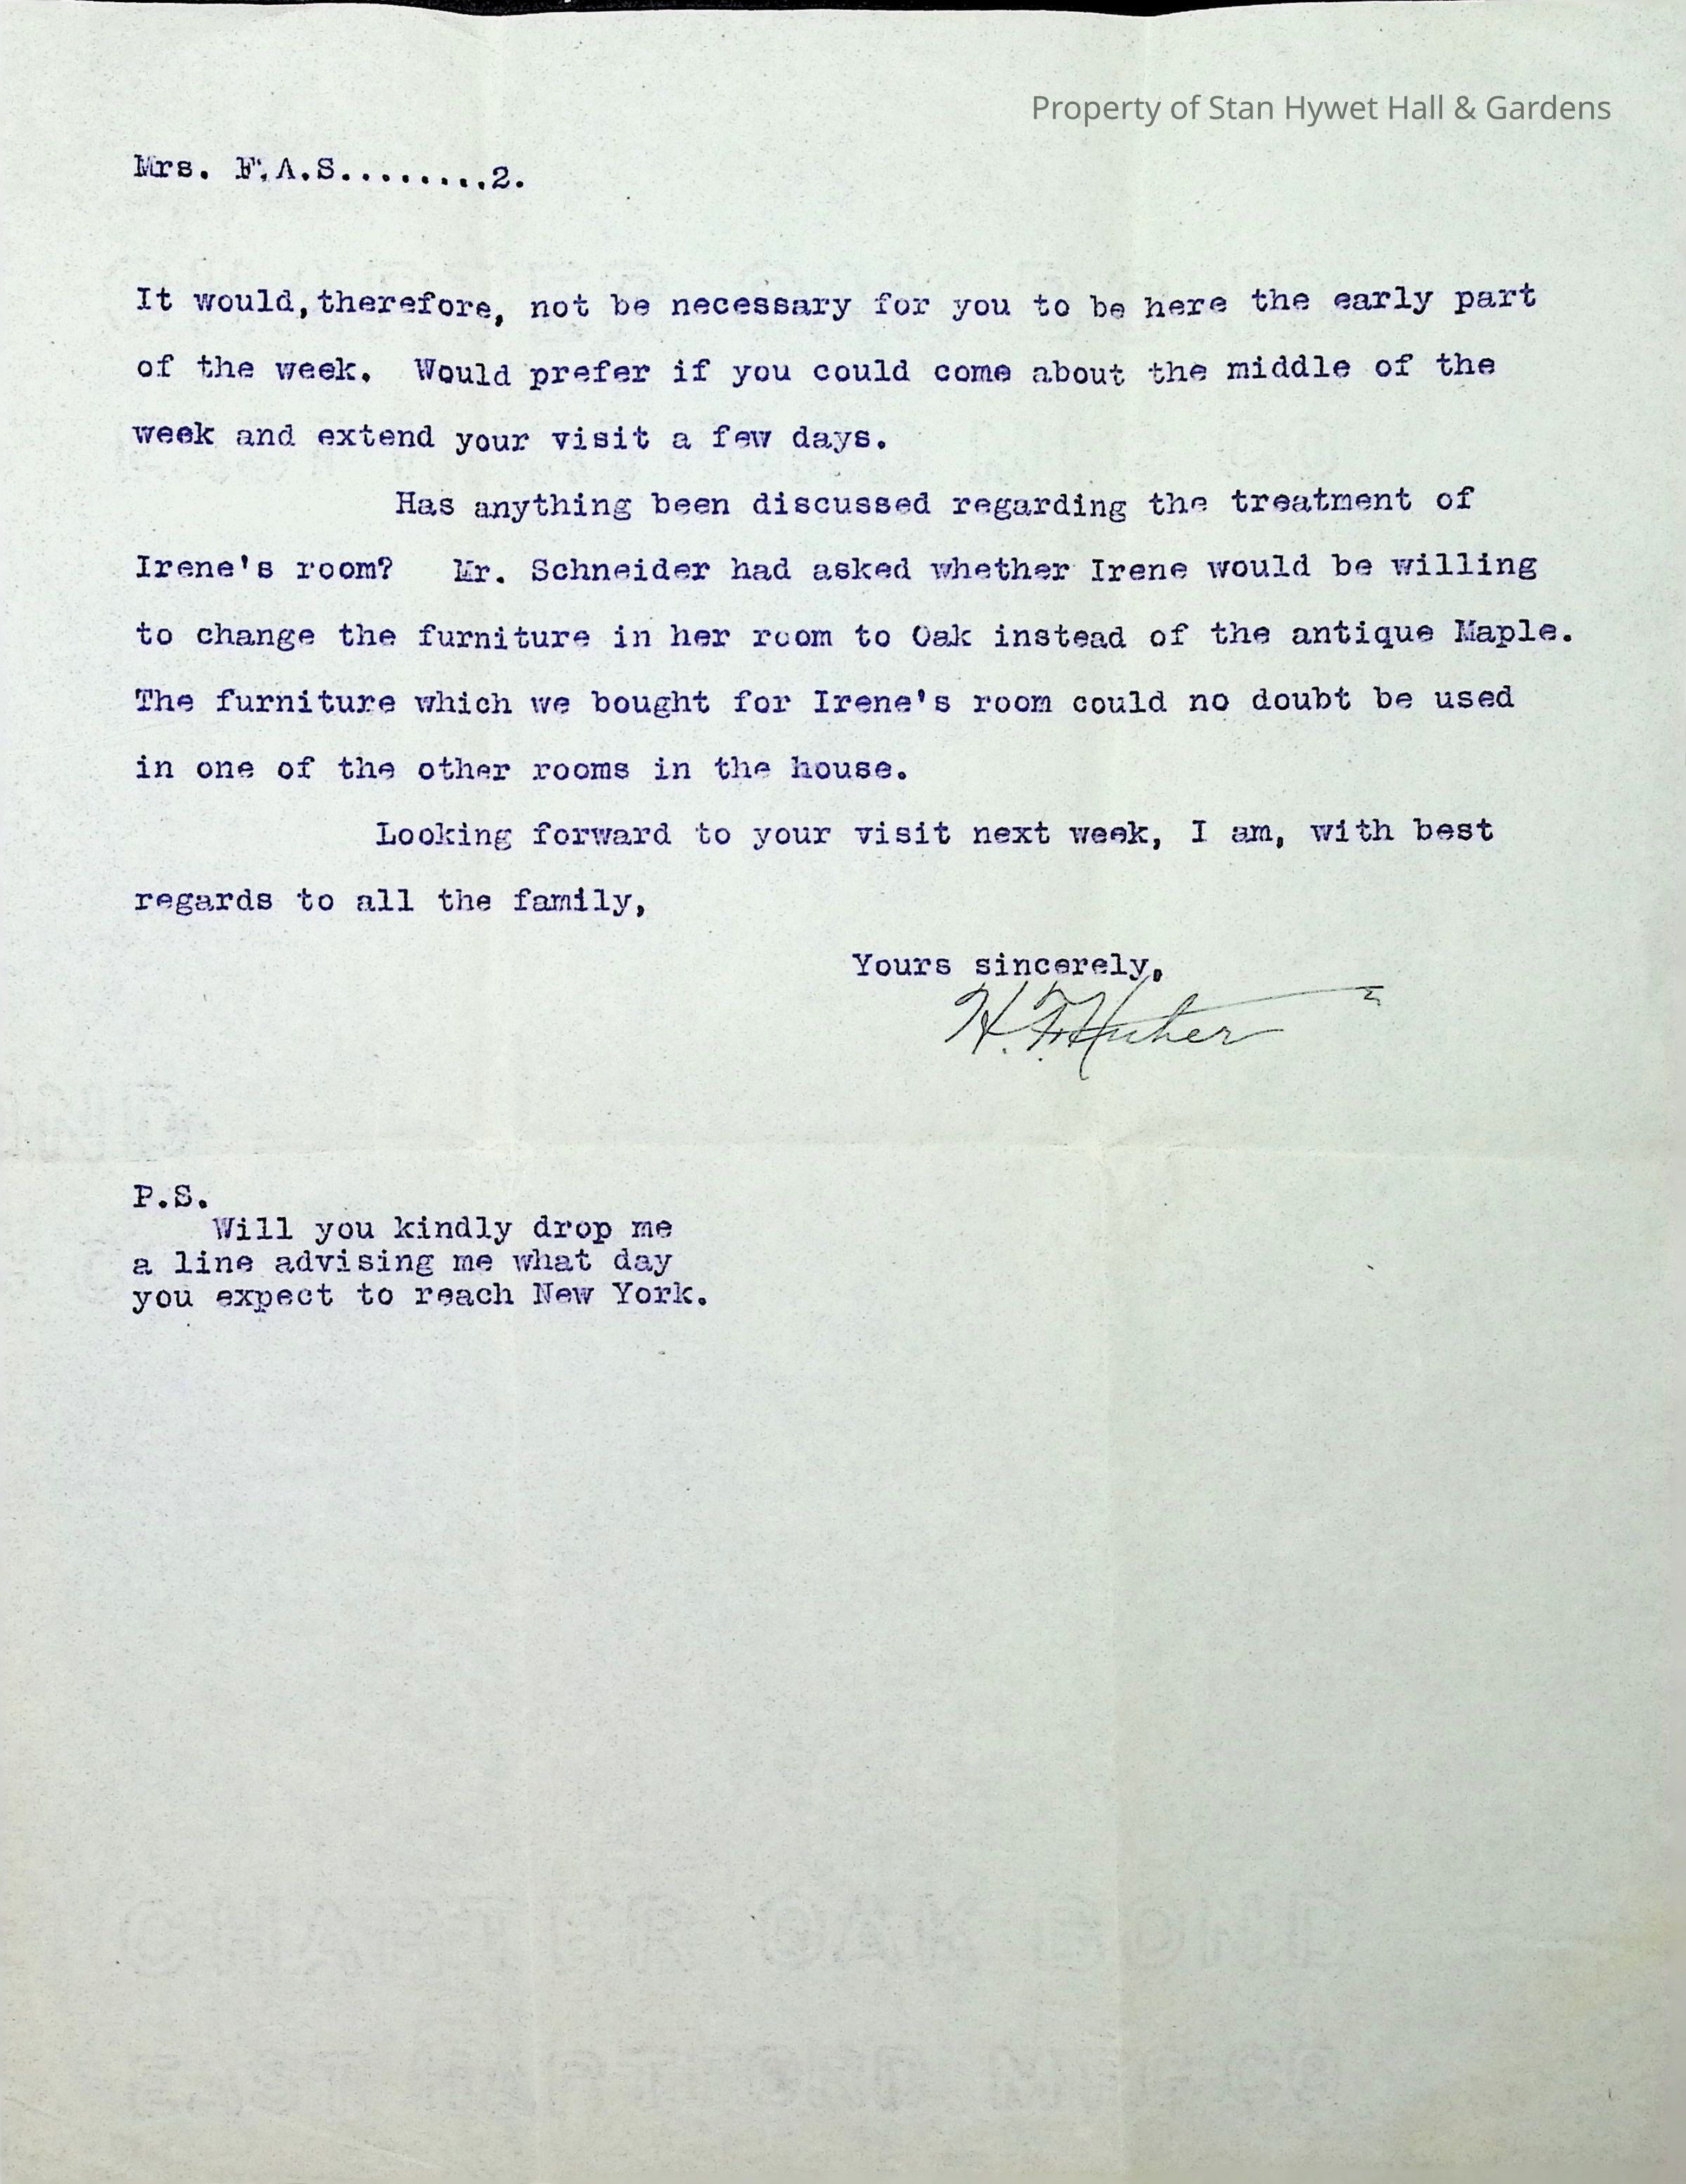 Property of Stan Hywet Hall & Gardens
Mrs. F.A.S.........2.
It would, therefore, not be necessary for you to be here the early part
of the week. Would prefer if you could come about the middle of the
week and extend your visit a few days.
Has anything been discussed regarding the treatment of
Irene's room? Mr. Schneider had asked whether Irene would be willing
to change the furniture in her room to Oak instead of the antique Maple.
The furniture which we bought for Irene's room could no doubt be used
in one of the other rooms in the house.
Looking forward to your visit next week, I am, with best
regards to all the family,
Yours sincerely,
H. F. Huber
P.S.
Will you kindly drop me
a line advising me what day
you expect to reach New York.